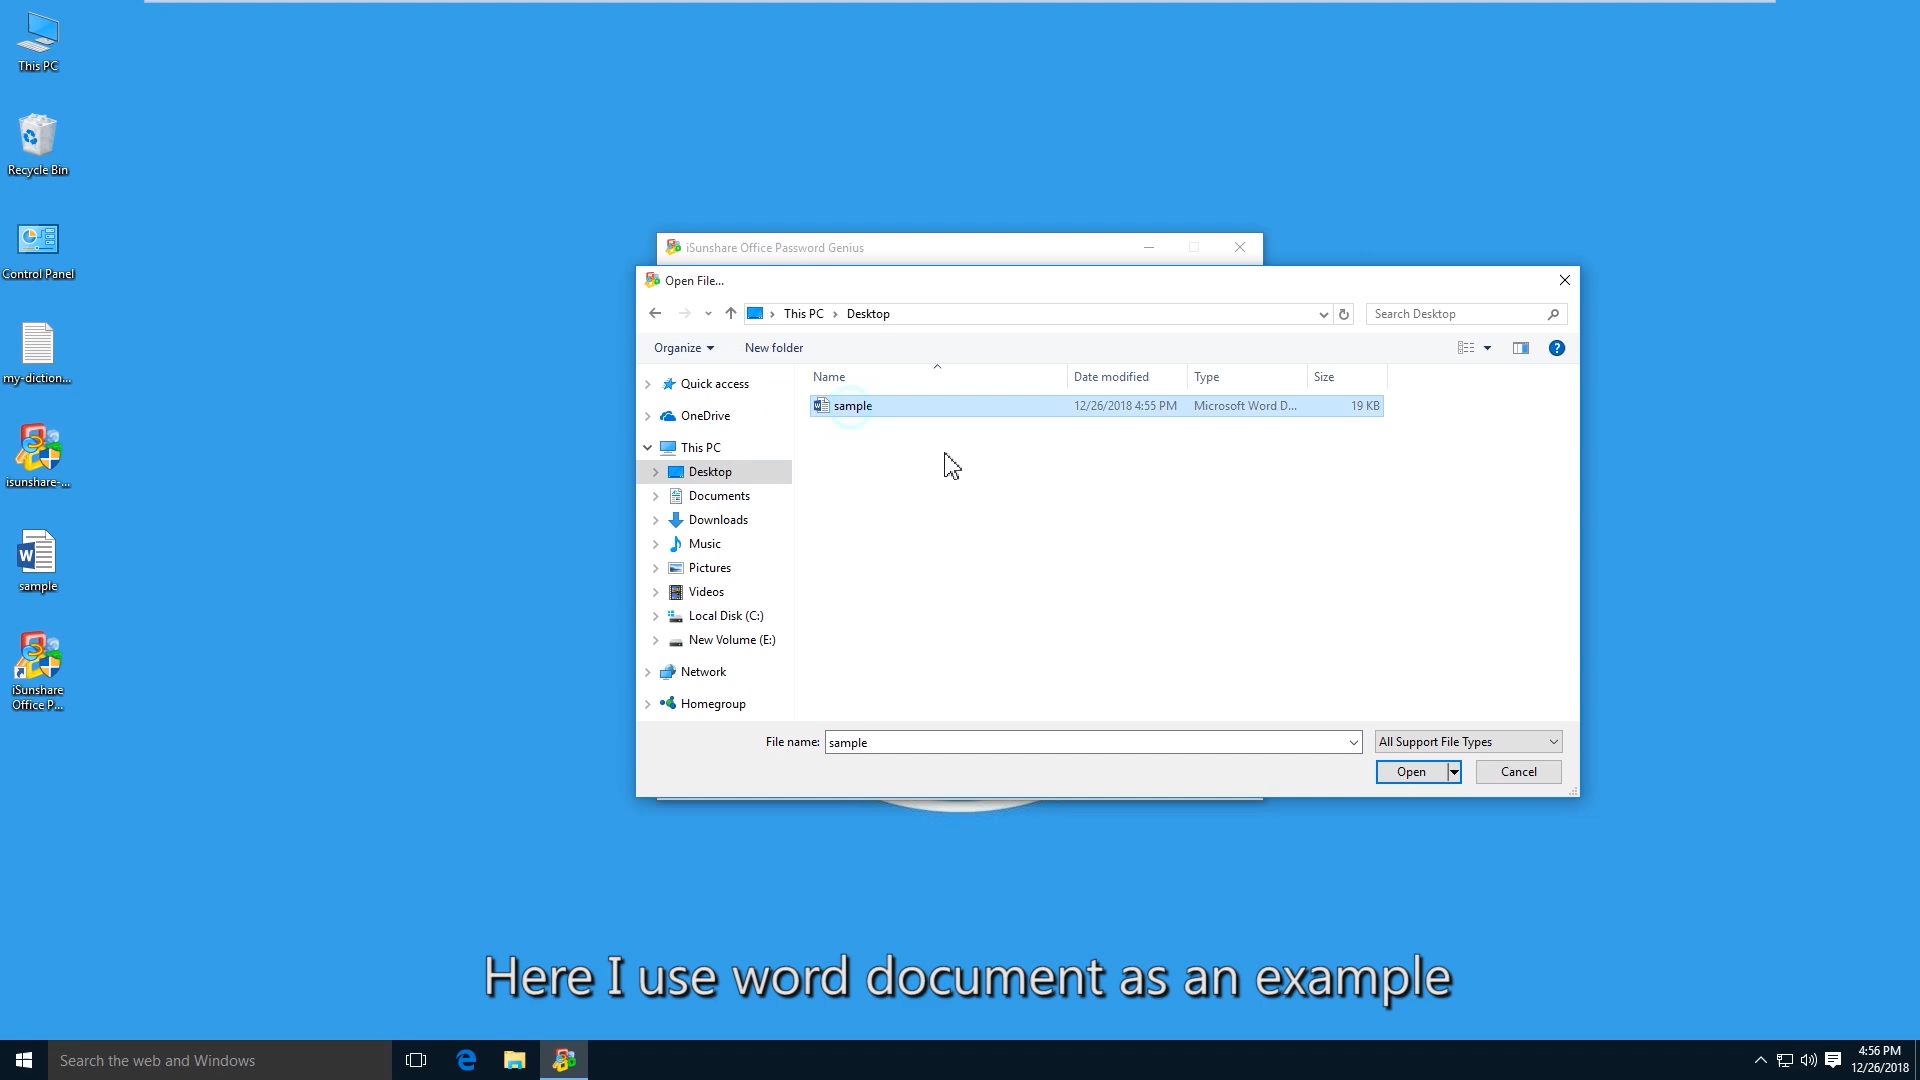 This PC
Recycle Bin
Control Panel
my-diction...
isunshare-...
sample
iSunshare
Office P...
iSunshare Office Password Genius
Open File...
This PC
Desktop
Search Desktop
Organize
New folder
?
Name
Date modified
Type
Size
sample
12/26/2018 4:55 PM
Microsoft Word D...
19 KB
Quick access
OneDrive
This PC
Desktop
Documents
Downloads
Music
Pictures
Videos
Local Disk (C:)
New Volume (E:)
Network
Homegroup
File name:
sample
All Support File Types
Open
Cancel
Here I use word document as an example
Search the web and Windows
4:56 PM
12/26/2018